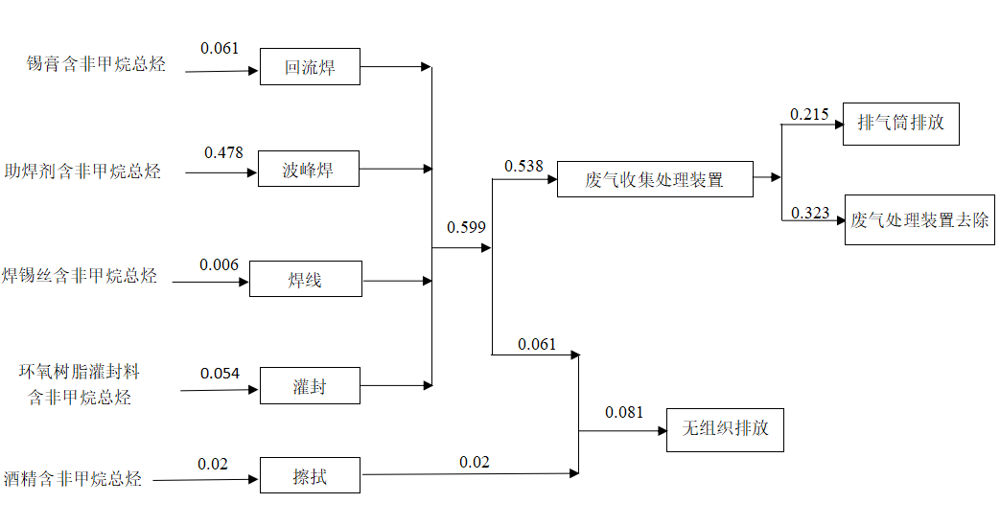 0.061
锡膏含非甲烷总烃
回流焊
0.215
排气筒排放
0.478
助焊剂含非甲烷总烃
波峰焊
0.538
废气收集处理装置
0.323
废气处理装置去除
0.599
0.006
焊锡丝含非甲烷总烃
焊线
0.061
环氧树脂灌封料
含非甲烷总烃
0.054
灌封
0.081
无组织排放
0.02
酒精含非甲烷总烃
擦拭
0.02